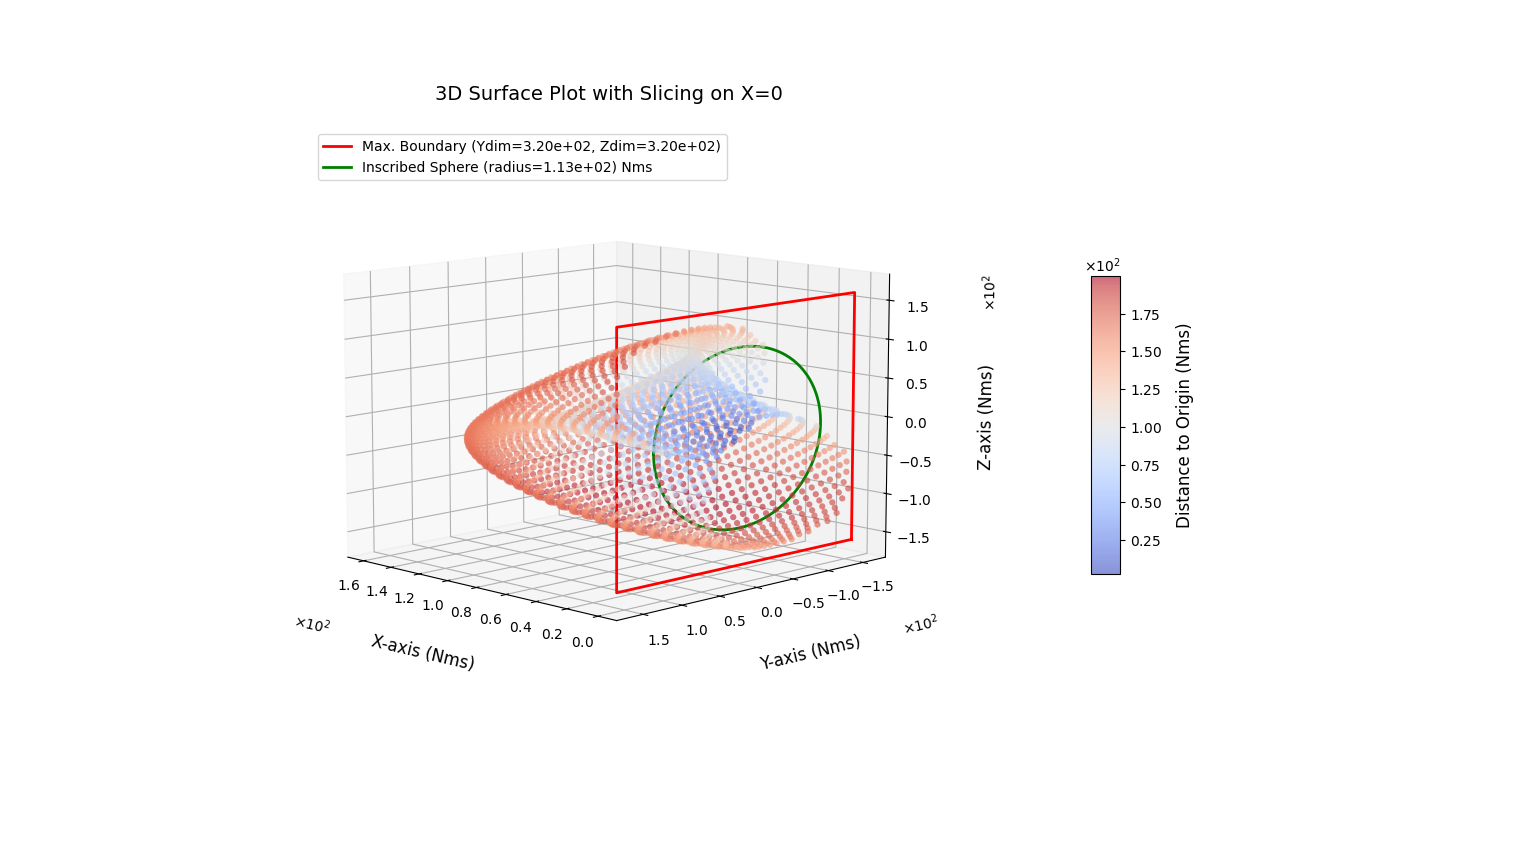 3D Surface Plot with Slicing on X=0
Max. Boundary (Ydim=3.20e+02, Zdim=3.20e+02)
Inscribed Sphere (radius=1.13e+02) Nms
×10²
1.5
1.0
0.5
0.0
−0.5
−1.0
−1.5
Z-axis (Nms)
×10²
1.75
1.50
1.25
1.00
0.75
0.50
0.25
Distance to Origin (Nms)
1.6 1.4 1.2 1.0 0.8 0.6 0.4 0.2 0.0
×10²
X-axis (Nms)
1.5 1.0 0.5 0.0 −0.5 −1.0 −1.5
×10²
Y-axis (Nms)